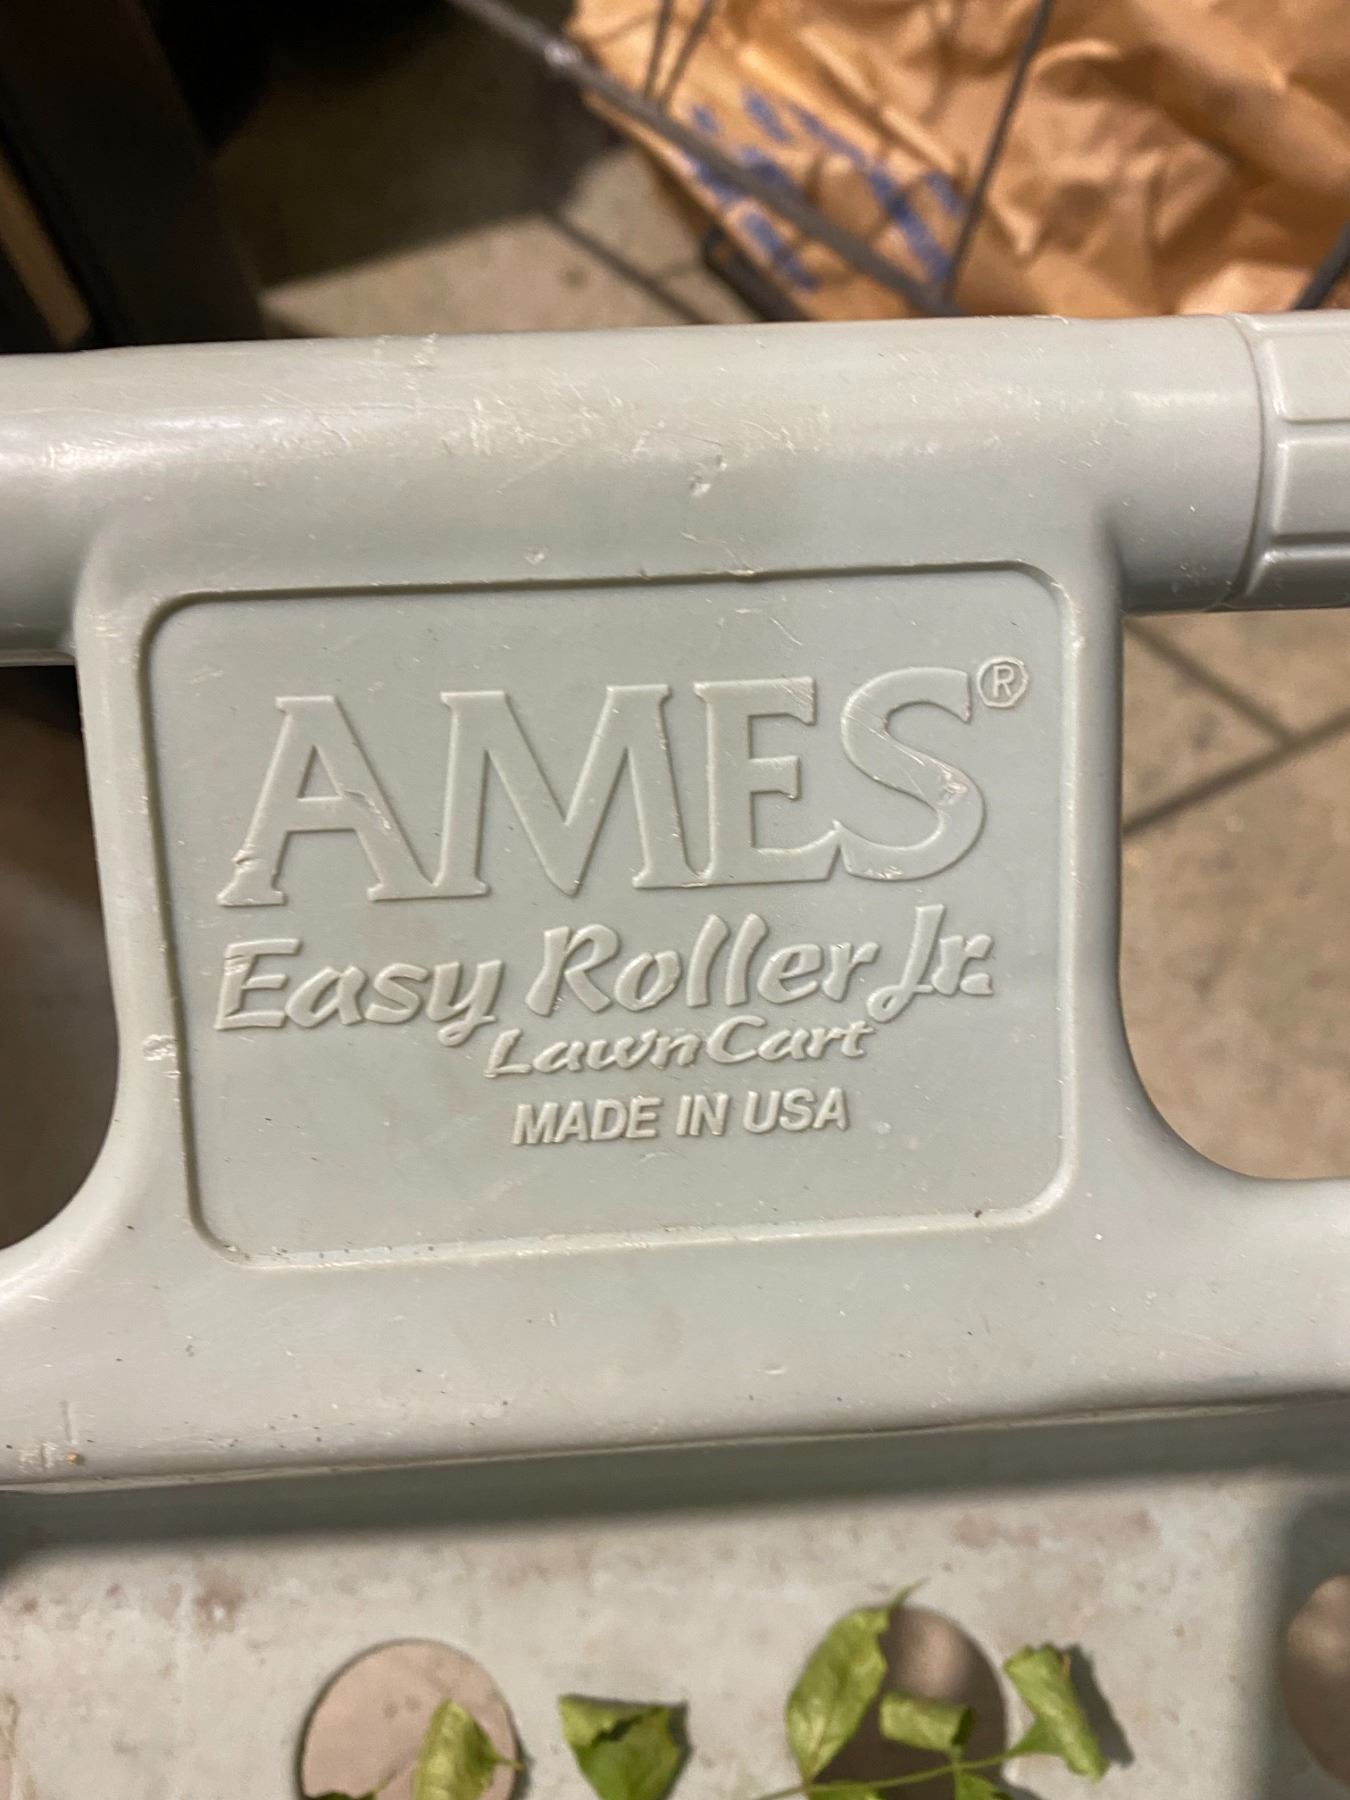 AMES®
Easy Roller Jr.
Lawn Cart
MADE IN USA